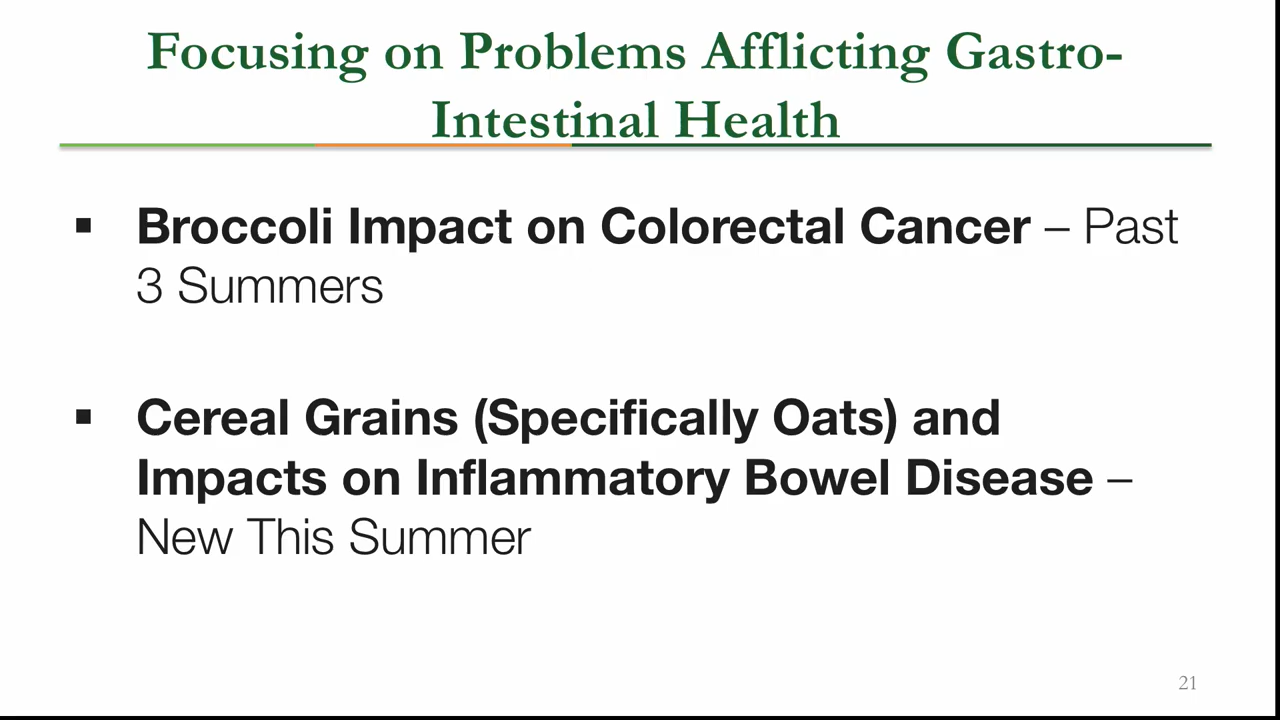 Focusing on Problems Afflicting Gastro-
Intestinal Health
▪ Broccoli Impact on Colorectal Cancer – Past
3 Summers
▪ Cereal Grains (Specifically Oats) and
Impacts on Inflammatory Bowel Disease –
New This Summer
21